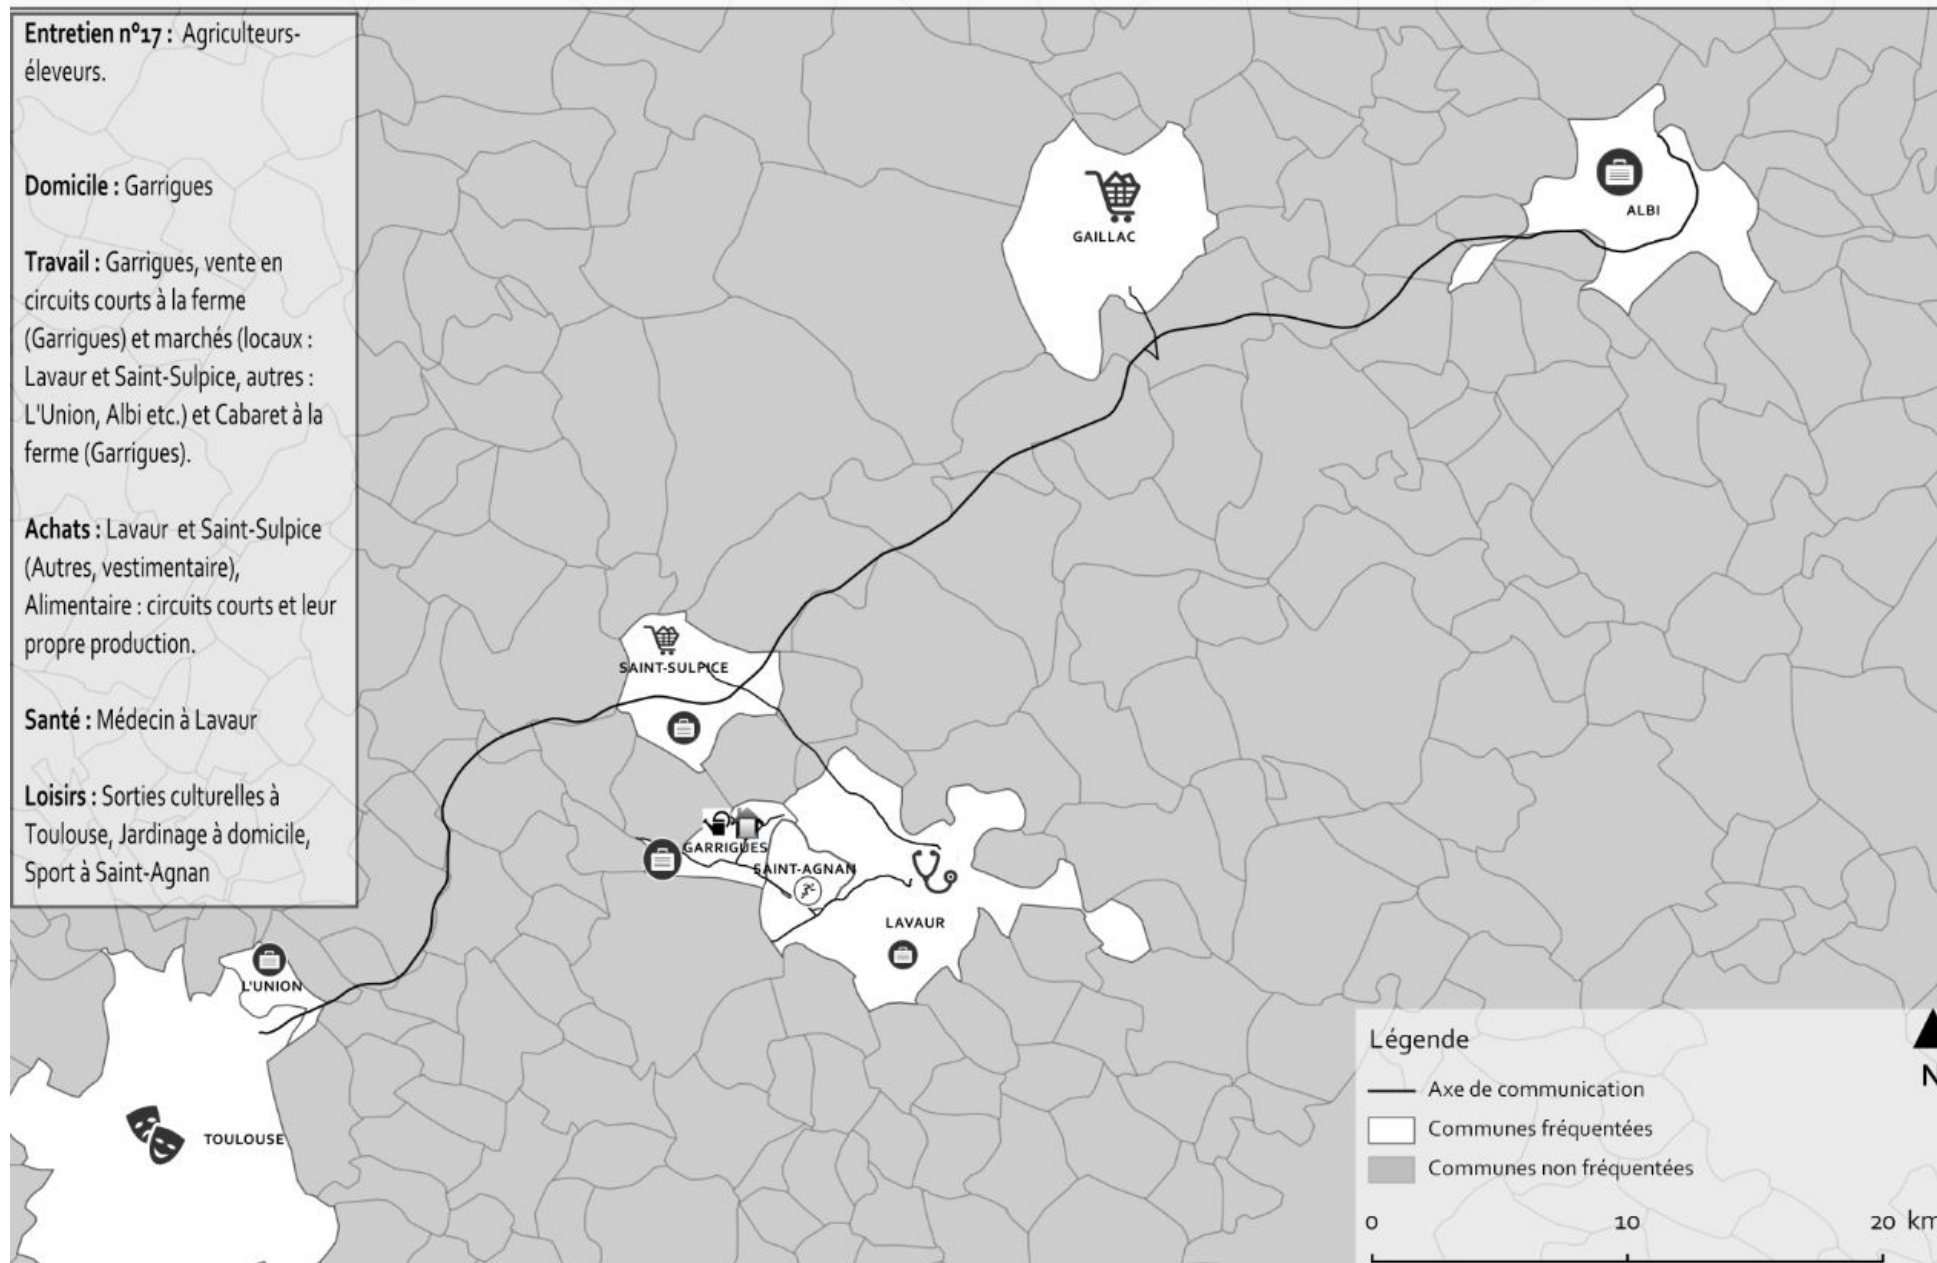 Entretien n°17 : Agriculteurs-
éleveurs.
Domicile : Garrigues
Travail : Garrigues, vente en
circuits courts à la ferme
(Garrigues) et marchés (locaux :
Lavaur et Saint-Sulpice, autres :
L'Union, Albi etc.) et Cabaret à la
ferme (Garrigues).
Achats : Lavaur et Saint-Sulpice
(Autres, vestimentaire),
Alimentaire : circuits courts et leur
propre production.
Santé : Médecin à Lavaur
Loisirs : Sorties culturelles à
Toulouse, Jardinage à domicile,
Sport à Saint-Agnan
ALBI
GAILLAC
SAINT-SULPICE
GARRIGUES
SAINT-AGNAN
LAVAUR
L'UNION
TOULOUSE
Légende
Axe de communication
Communes fréquentées
Communes non fréquentées
N
0 10 20 km